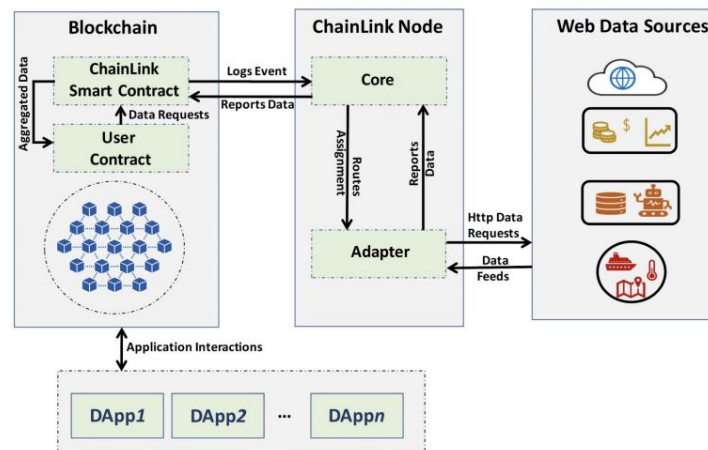 Blockchain
ChainLink Node
Web Data Sources
ChainLink
Smart Contract
Logs Event
Reports Data
Core
Aggregated Data
Data Requests
User
Contract
Routes
Assignment
Reports
Data
$
Adapter
Http Data
Requests
Data
Feeds
Application Interactions
DApp1
DApp2
...
DAppn